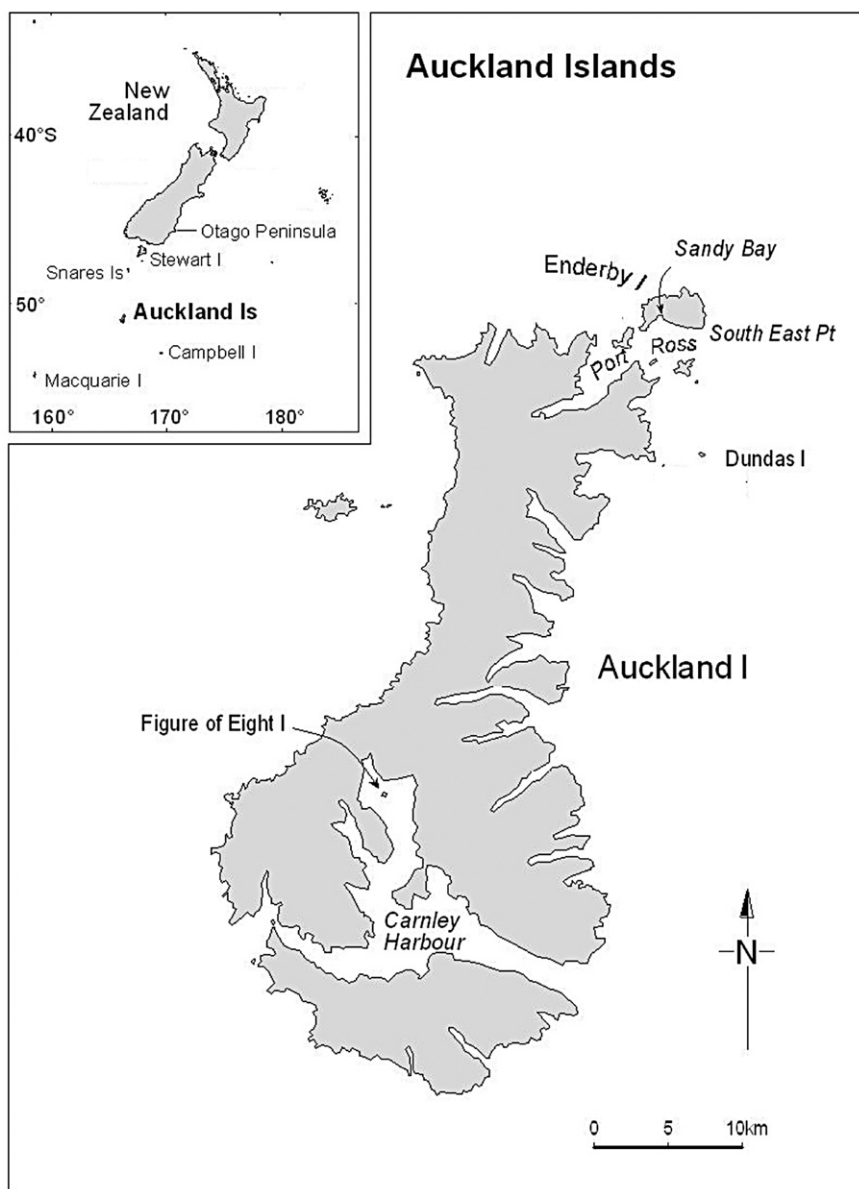 Auckland Islands
New
Zealand
40°S
Otago Peninsula
Stewart I
Snares Is
50°
Auckland Is
Campbell I
Macquarie I
160°
170°
180°
Sandy Bay
Enderby I
South East Pt
Port Ross
Dundas I
Auckland I
Figure of Eight I
Carnley
Harbour
N
0 5 10km